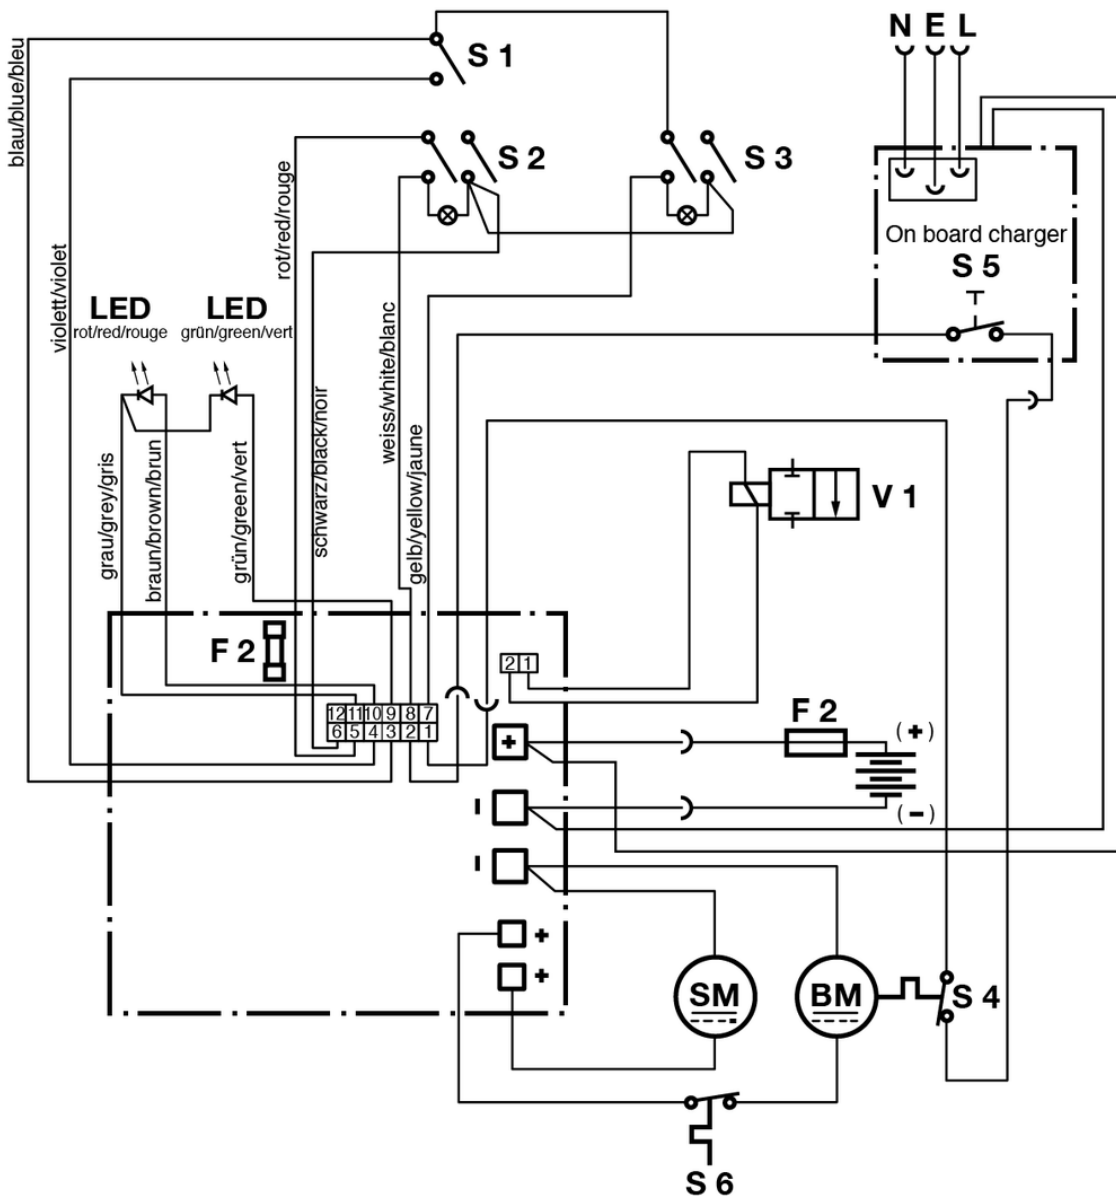 N E L
S 1
blau/blue/bleu
violett/violet
S 2
S 3
rot/red/rouge
On board charger
S 5
LED
rot/red/rouge
LED
grün/green/vert
grau/grey/gris
braun/brown/brun
grün/green/vert
schwarz/black/noir
weiss/white/blanc
gelb/yellow/jaune
V 1
F 2
2 1
12 11 10 9 8 7
6 5 4 3 2 1
+
F 2
(+)
(-)
-
-
+
+
SM
BM
S 4
S 6